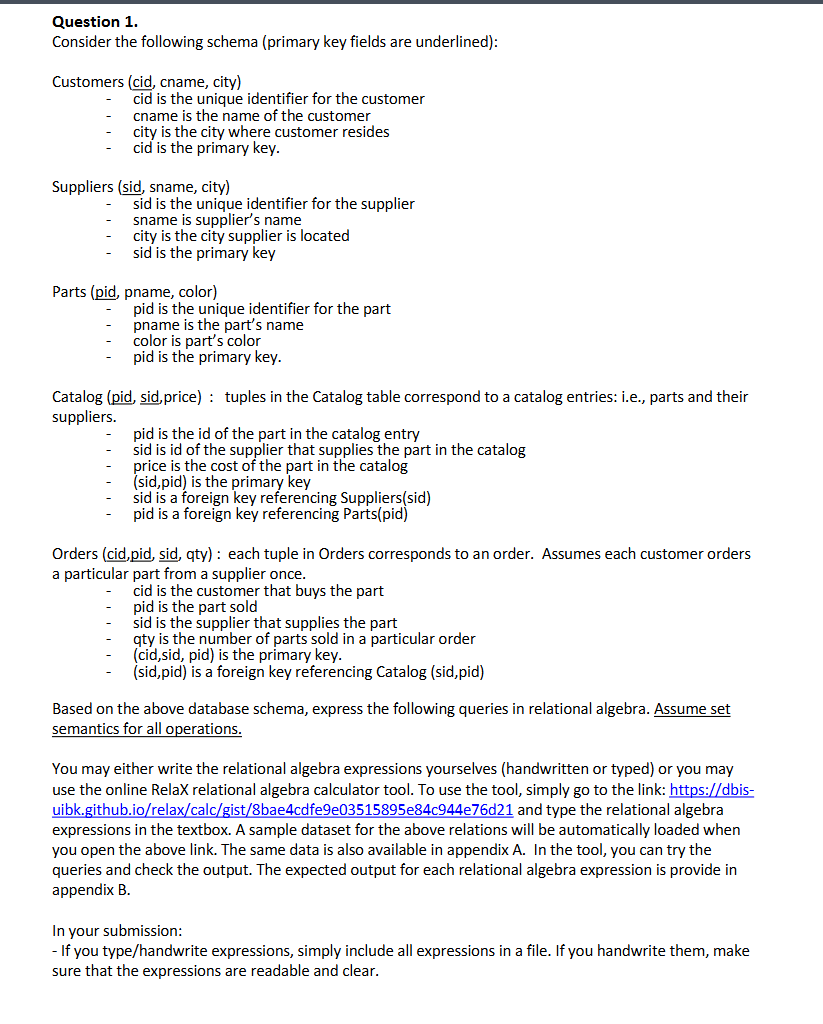 Question 1.
Consider the following schema (primary key fields are underlined):
Customers (cid, cname, city)
- cid is the unique identifier for the customer
- cname is the name of the customer
- city is the city where customer resides
- cid is the primary key.
Suppliers (sid, sname, city)
- sid is the unique identifier for the supplier
- sname is supplier's name
- city is the city supplier is located
- sid is the primary key
Parts (pid, pname, color)
- pid is the unique identifier for the part
- pname is the part's name
- color is part's color
- pid is the primary key.
Catalog (pid, sid,price) : tuples in the Catalog table correspond to a catalog entries: i.e., parts and their
suppliers.
- pid is the id of the part in the catalog entry
- sid is id of the supplier that supplies the part in the catalog
- price is the cost of the part in the catalog
- (sid,pid) is the primary key
- sid is a foreign key referencing Suppliers(sid)
- pid is a foreign key referencing Parts(pid)
Orders (cid,pid, sid, qty) : each tuple in Orders corresponds to an order. Assumes each customer orders
a particular part from a supplier once.
- cid is the customer that buys the part
- pid is the part sold
- sid is the supplier that supplies the part
- qty is the number of parts sold in a particular order
- (cid,sid, pid) is the primary key.
- (sid,pid) is a foreign key referencing Catalog (sid,pid)
Based on the above database schema, express the following queries in relational algebra. Assume set
semantics for all operations.
You may either write the relational algebra expressions yourselves (handwritten or typed) or you may
use the online RelaX relational algebra calculator tool. To use the tool, simply go to the link: https://dbis-
uibk.github.io/relax/calc/gist/8bae4cdfe9e03515895e84c944e76d21 and type the relational algebra
expressions in the textbox. A sample dataset for the above relations will be automatically loaded when
you open the above link. The same data is also available in appendix A. In the tool, you can try the
queries and check the output. The expected output for each relational algebra expression is provide in
appendix B.
In your submission:
- If you type/handwrite expressions, simply include all expressions in a file. If you handwrite them, make
sure that the expressions are readable and clear.